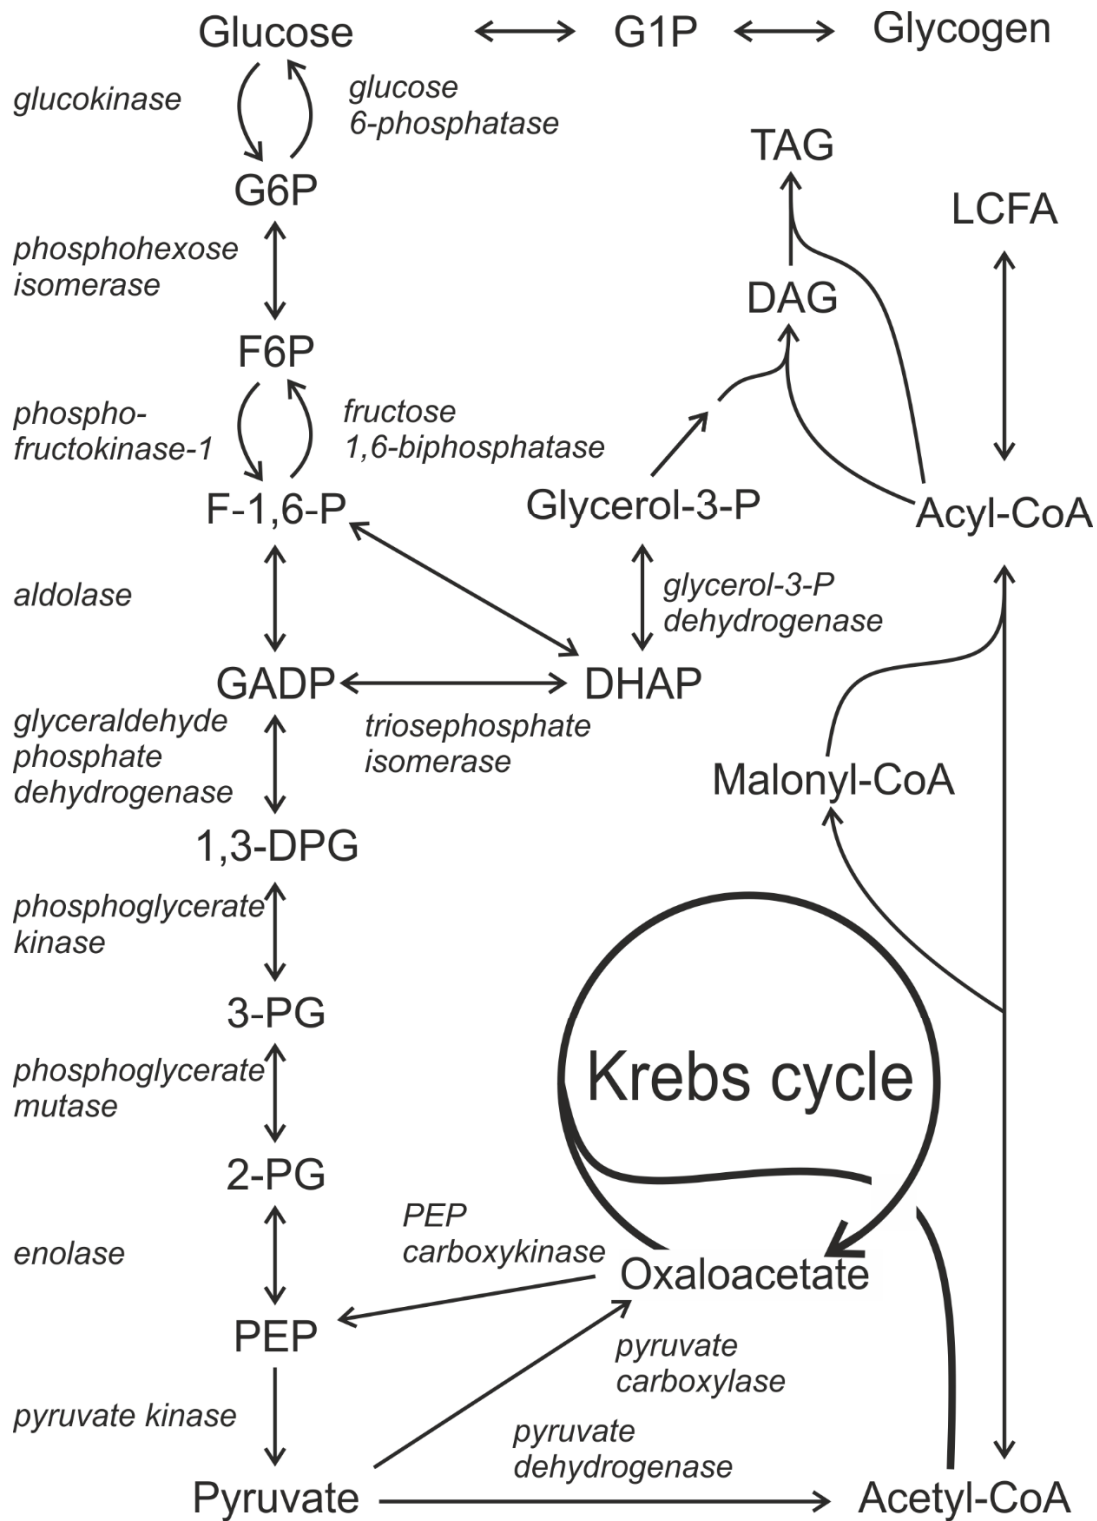 Glucose
G1P
Glycogen
glucokinase
glucose
6-phosphatase
TAG
G6P
LCFA
phosphohexose
isomerase
DAG
F6P
phospho-
fructokinase-1
fructose
1,6-biphosphatase
F-1,6-P
Glycerol-3-P
Acyl-CoA
aldolase
glycerol-3-P
dehydrogenase
GADP
DHAP
glyceraldehyde
phosphate
dehydrogenase
triosephosphate
isomerase
Malonyl-CoA
1,3-DPG
phosphoglycerate
kinase
3-PG
Krebs cycle
phosphoglycerate
mutase
2-PG
PEP
carboxykinase
enolase
Oxaloacetate
PEP
pyruvate
carboxylase
pyruvate kinase
pyruvate
dehydrogenase
Pyruvate
Acetyl-CoA